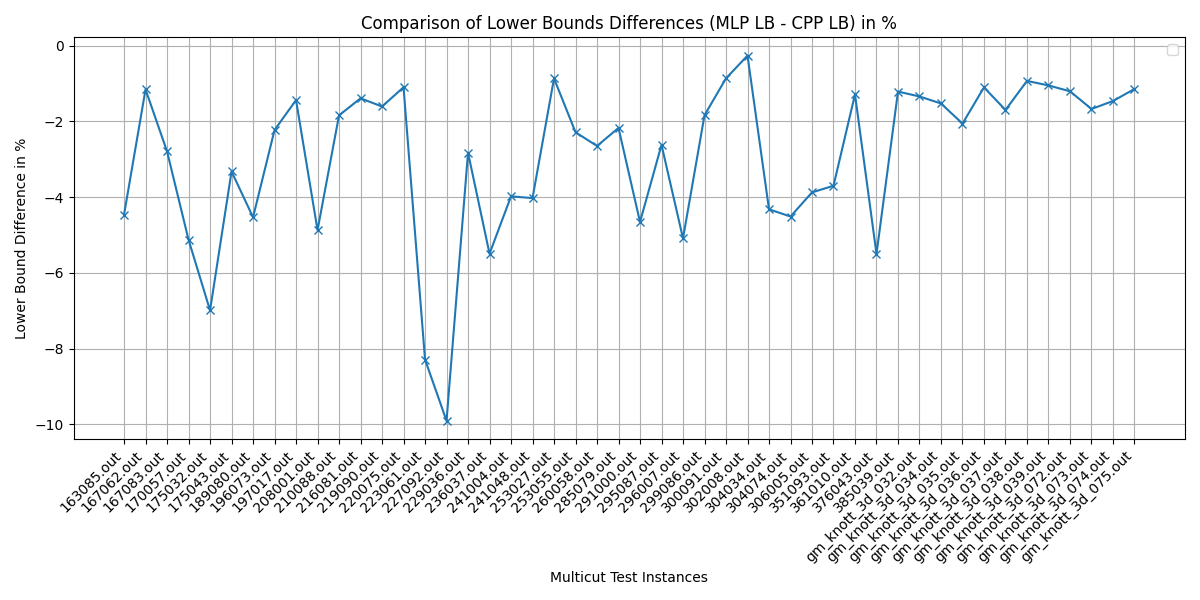 Comparison of Lower Bounds Differences (MLP LB - CPP LB) in %
Lower Bound Difference in %
0
−2
−4
−6
−8
−10
163085.out
167062.out
167083.out
170057.out
175032.out
175043.out
189080.out
196073.out
197017.out
208001.out
210088.out
216081.out
219090.out
220075.out
223061.out
227092.out
229036.out
236037.out
241004.out
241048.out
253027.out
253055.out
260058.out
285079.out
291000.out
295087.out
296007.out
299086.out
300091.out
302008.out
304034.out
304074.out
306005.out
351093.out
361010.out
376043.out
385039.out
gm_knott_3d_032.out
gm_knott_3d_034.out
gm_knott_3d_035.out
gm_knott_3d_036.out
gm_knott_3d_037.out
gm_knott_3d_038.out
gm_knott_3d_039.out
gm_knott_3d_072.out
gm_knott_3d_073.out
gm_knott_3d_074.out
gm_knott_3d_075.out
Multicut Test Instances